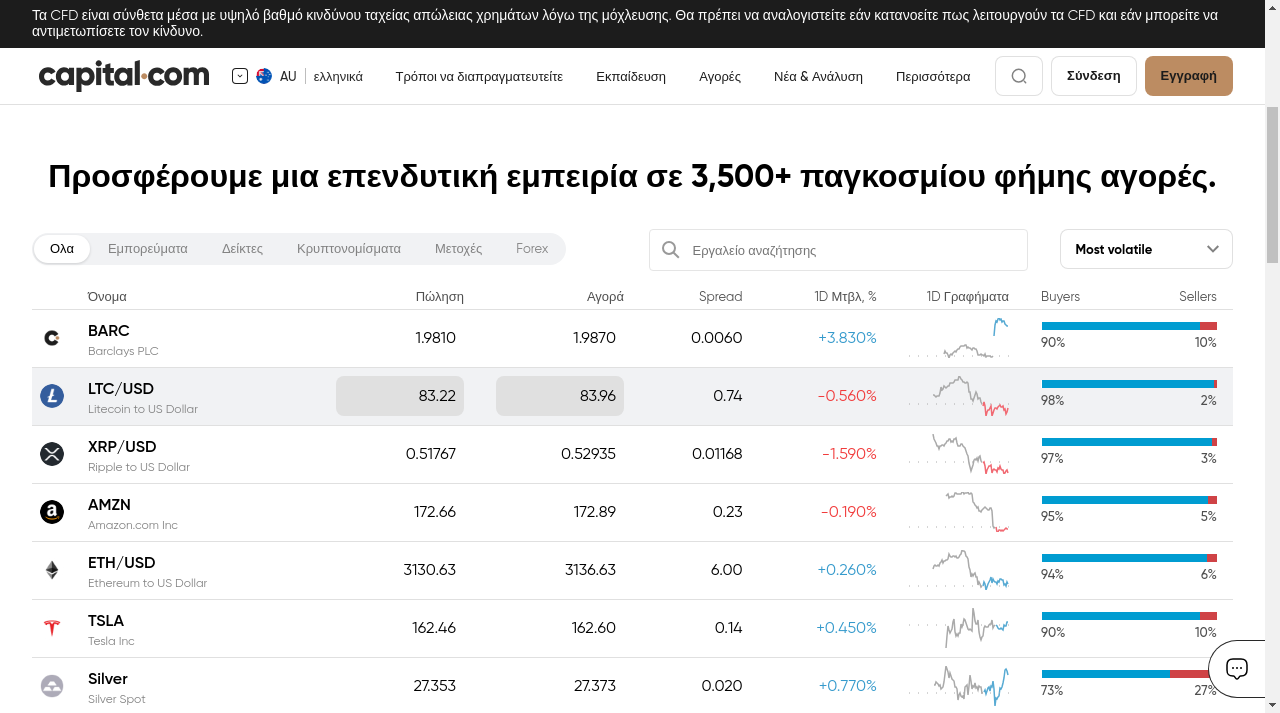 Τα CFD είναι σύνθετα μέσα με υψηλό βαθμό κινδύνου ταχείας απώλειας χρημάτων λόγω της μόχλευσης. Θα πρέπει να αναλογιστείτε εάν κατανοείτε πως λειτουργούν τα CFD και εάν μπορείτε να
αντιμετωπίσετε τον κίνδυνο.
capital.com AU ελληνικά Τρόποι να διαπραγματευτείτε Εκπαίδευση Αγορές Νέα & Ανάλυση Περισσότερα Σύνδεση Εγγραφή
Προσφέρουμε μια επενδυτική εμπειρία σε 3,500+ παγκοσμίου φήμης αγορές.
Ολα Εμπορεύματα Δείκτες Κρυπτονομίσματα Μετοχές Forex Εργαλείο αναζήτησης Most volatile
Όνομα Πώληση Αγορά Spread 1D Μτβλ, % 1D Γραφήματα Buyers Sellers
BARC 1.9810 1.9870 0.0060 +3.830%
Barclays PLC 90% 10%
LTC/USD 83.22 83.96 0.74 -0.560%
Litecoin to US Dollar 98% 2%
XRP/USD 0.51767 0.52935 0.01168 -1.590%
Ripple to US Dollar 97% 3%
AMZN 172.66 172.89 0.23 -0.190%
Amazon.com Inc 95% 5%
ETH/USD 3130.63 3136.63 6.00 +0.260%
Ethereum to US Dollar 94% 6%
TSLA 162.46 162.60 0.14 +0.450%
Tesla Inc 90% 10%
Silver 27.353 27.373 0.020 +0.770%
Silver Spot 73% 27%